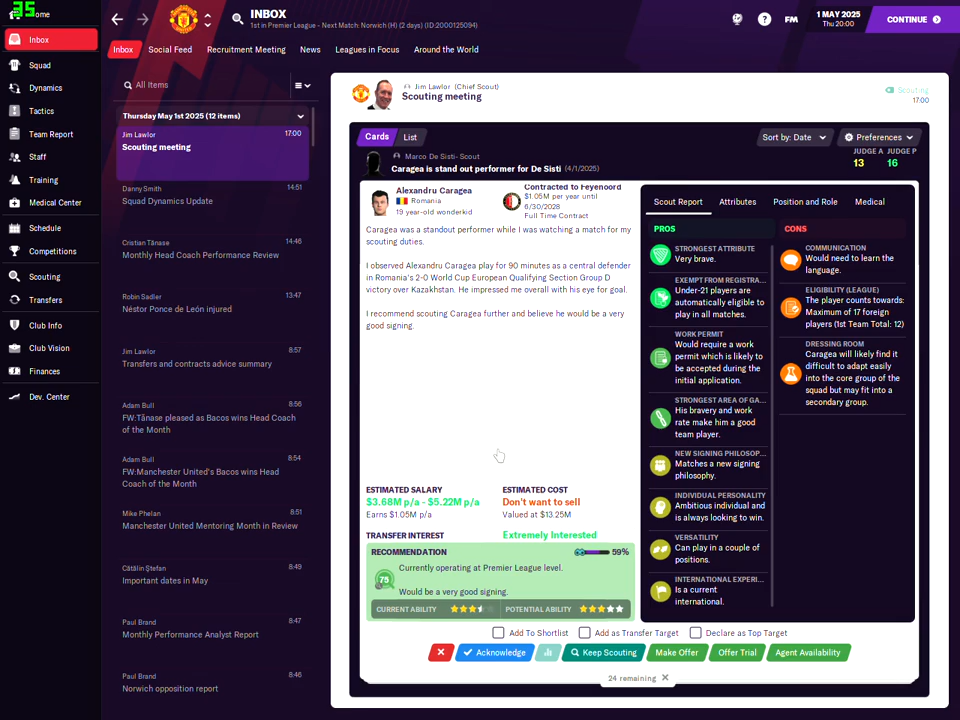 35
ome
INBOX
1st in Premier League - Next Match: Norwich (H) (2 days) (ID:2000125094)
FM
1 MAY 2025
Thu 20:00
CONTINUE
Inbox
Squad
Dynamics
Tactics
Team Report
Staff
Training
Medical Center
Schedule
Competitions
Scouting
Transfers
Club Info
Club Vision
Finances
Dev. Center
Inbox
Social Feed
Recruitment Meeting
News
Leagues in Focus
Around the World
All Items
Thursday May 1st 2025 (12 items)
Jim Lawlor
17:00
Scouting meeting
Danny Smith
14:51
Squad Dynamics Update
Cristian Tănase
14:46
Monthly Head Coach Performance Review
Robin Sadler
13:47
Néstor Ponce de León injured
Jim Lawlor
8:57
Transfers and contracts advice summary
Adam Bull
8:56
FW:Tănase pleased as Bacos wins Head Coach
of the Month
Adam Bull
8:54
FW:Manchester United's Bacos wins Head
Coach of the Month
Mike Phelan
8:51
Manchester United Mentoring Month in Review
Cătălin Ştefan
8:49
Important dates in May
Paul Brand
8:47
Monthly Performance Analyst Report
Paul Brand
8:46
Norwich opposition report
Jim Lawlor (Chief Scout)
Scouting meeting
Scouting
17:00
Cards
List
Sort by: Date
Preferences
Marco De Sisti- Scout
Caragea is stand out performer for De Sisti (4/1/2025)
JUDGE A
JUDGE P
13
16
Alexandru Caragea
Romania
19 year-old wonderkid
Contracted to Feyenoord
$1.05M per year until
6/30/2028
Full Time Contract
Caragea was a standout performer while I was watching a match for my
scouting duties.
I observed Alexandru Caragea play for 90 minutes as a central defender
in Romania's 2-0 World Cup European Qualifying Section Group D
victory over Kazakhstan. He impressed me overall with his eye for goal.
I recommend scouting Caragea further and believe he would be a very
good signing.
ESTIMATED SALARY
$3.68M p/a - $5.22M p/a
Earns $1.05M p/a
ESTIMATED COST
Don't want to sell
Valued at $13.25M
TRANSFER INTEREST
Extremely Interested
RECOMMENDATION
59%
75
Currently operating at Premier League level.
Would be a very good signing.
CURRENT ABILITY
POTENTIAL ABILITY
Scout Report
Attributes
Position and Role
Medical
PROS
STRONGEST ATTRIBUTE
Very brave.
EXEMPT FROM REGISTRA...
Under-21 players are
automatically eligible to
play in all matches.
WORK PERMIT
Would require a work
permit which is likely to
be accepted during the
initial application.
STRONGEST AREA OF GA...
His bravery and work
rate make him a good
team player.
NEW SIGNING PHILOSOP...
Matches a new signing
philosophy.
INDIVIDUAL PERSONALITY
Ambitious individual and
is always looking to win.
VERSATILITY
Can play in a couple of
positions.
INTERNATIONAL EXPERI...
Is a current
international.
CONS
COMMUNICATION
Would need to learn the
language.
ELIGIBILITY (LEAGUE)
The player counts towards:
Maximum of 17 foreign
players (1st Team Total: 12)
DRESSING ROOM
Caragea will likely find it
difficult to adapt easily
into the core group of the
squad but may fit into a
secondary group.
Add To Shortlist
Add as Transfer Target
Declare as Top Target
Acknowledge
Keep Scouting
Make Offer
Offer Trial
Agent Availability
24 remaining